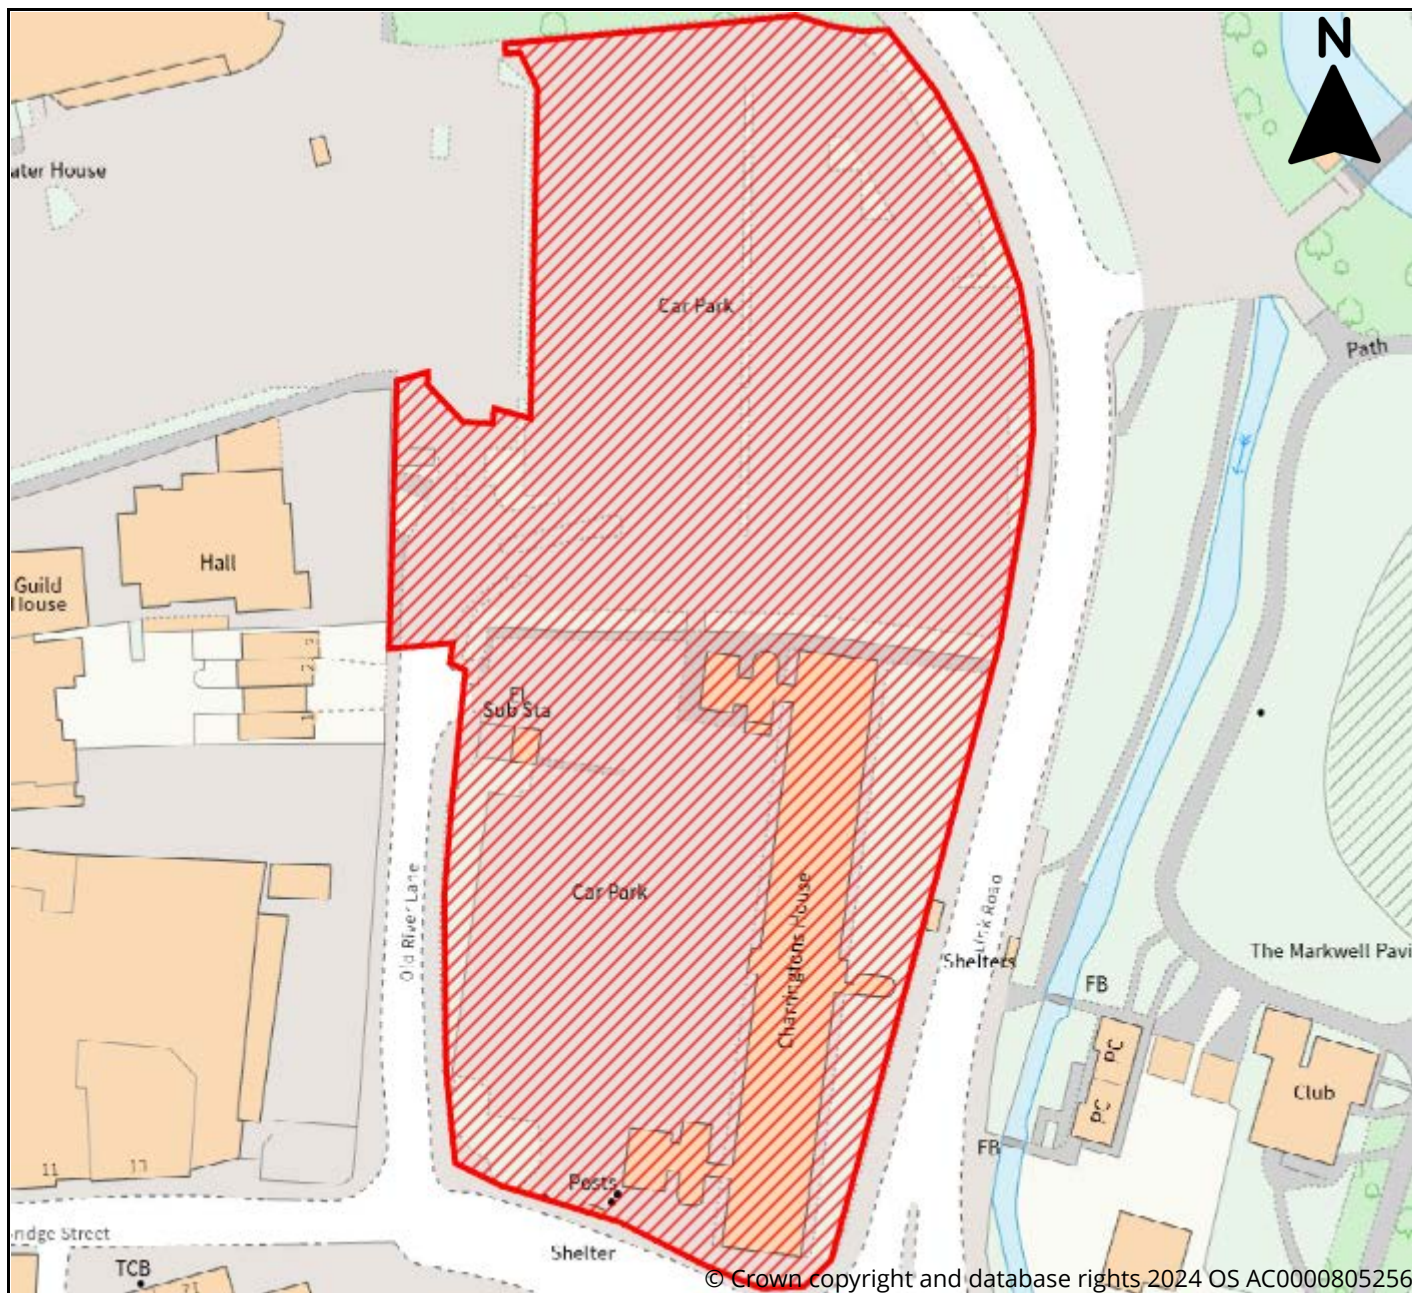 N
ater House
Car Park
Path
Hall
Guild
House
El
Sub Sta
Car Park
Charringtons House
Old River Lane
Link Road
Shelters
The Markwell Pavi
FB
PC
PC
Club
FB
11
Posts
Shelter
ridge Street
TCB
© Crown copyright and database rights 2024 OS AC0000805256